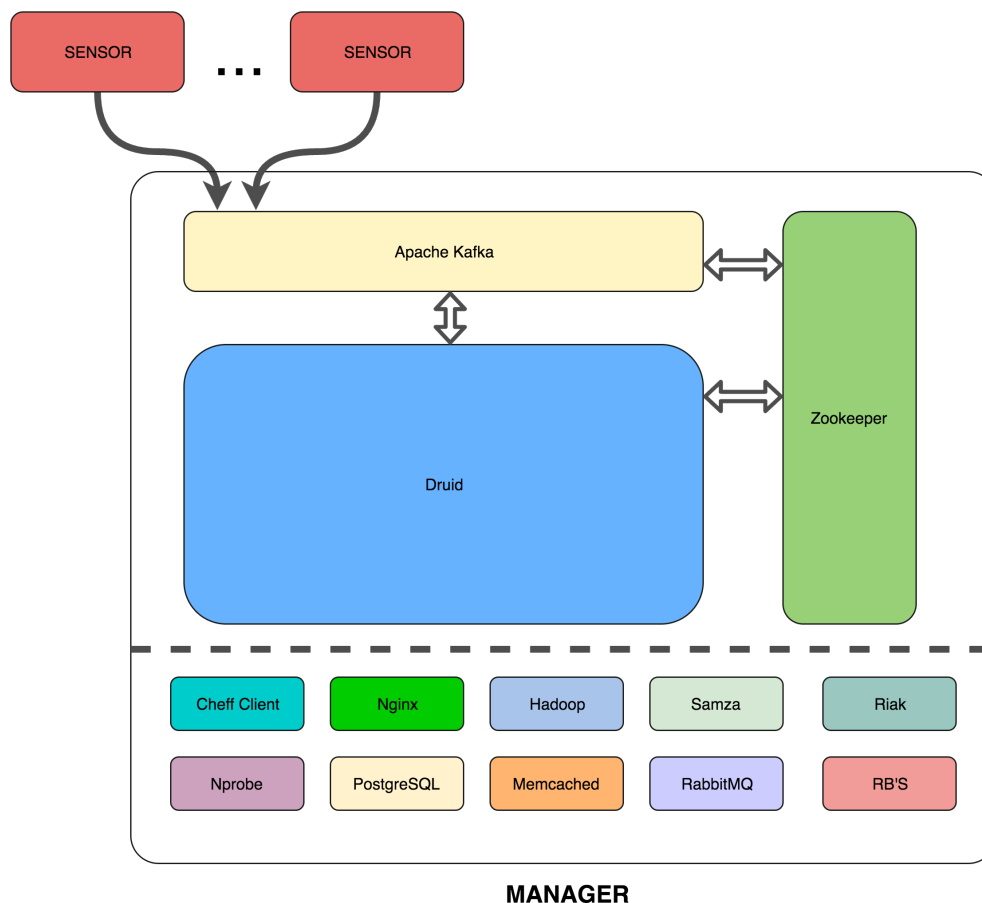 SENSOR
...
SENSOR
Apache Kafka
Druid
Zookeeper
Cheff Client
Nginx
Hadoop
Samza
Riak
Nprobe
PostgreSQL
Memcached
RabbitMQ
RB'S
MANAGER